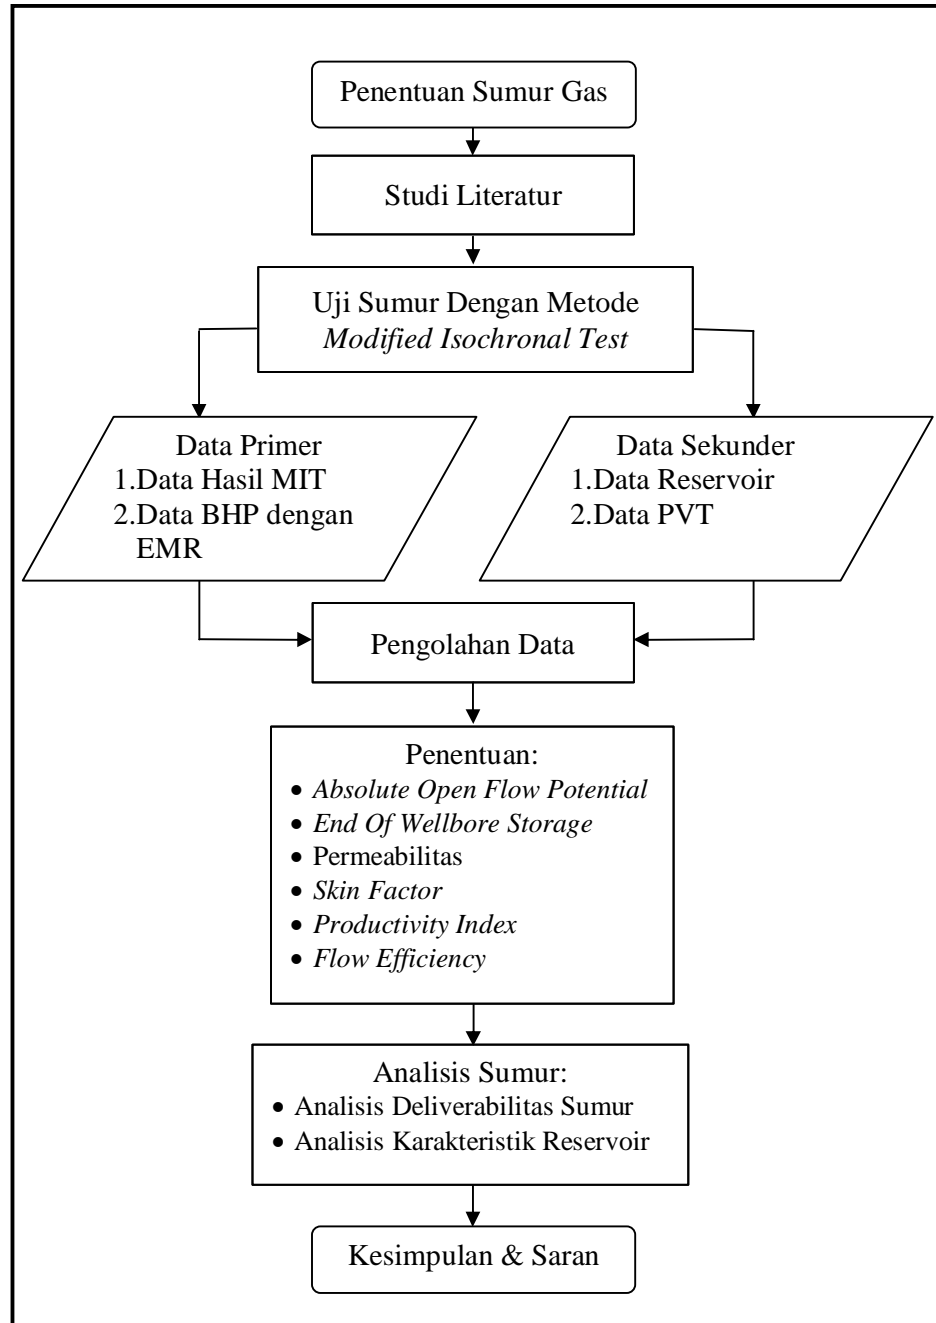 Penentuan Sumur Gas
Studi Literatur
Uji Sumur Dengan Metode
Modified Isochronal Test
Data Primer
1.Data Hasil MIT
2.Data BHP dengan
EMR
Data Sekunder
1.Data Reservoir
2.Data PVT
Pengolahan Data
Penentuan:
• Absolute Open Flow Potential
• End Of Wellbore Storage
• Permeabilitas
• Skin Factor
• Productivity Index
• Flow Efficiency
Analisis Sumur:
• Analisis Deliverabilitas Sumur
• Analisis Karakteristik Reservoir
Kesimpulan & Saran